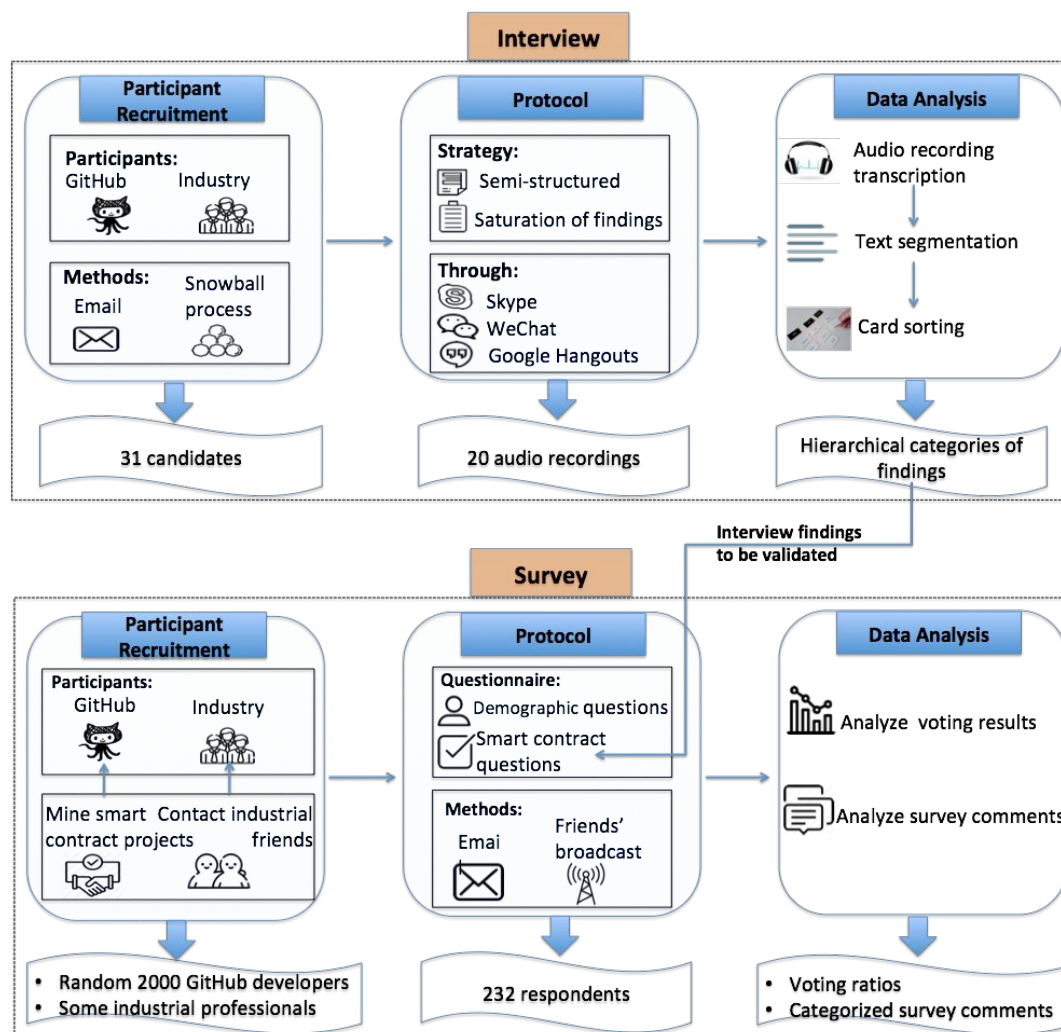 Interview
Participant
Recruitment
Participants:
GitHub
Industry
Methods:
Email
Snowball
process
31 candidates
Protocol
Strategy:
Semi-structured
Saturation of findings
Through:
Skype
WeChat
Google Hangouts
20 audio recordings
Data Analysis
Audio recording
transcription
Text segmentation
Card sorting
Hierarchical categories of
findings
Interview findings
to be validated
Survey
Participant
Recruitment
Participants:
GitHub
Industry
Mine smart
contract projects
Contact industrial
friends
• Random 2000 GitHub developers
• Some industrial professionals
Protocol
Questionnaire:
Demographic questions
Smart contract
questions
Methods:
Emai
Friends'
broadcast
232 respondents
Data Analysis
Analyze voting results
Analyze survey comments
• Voting ratios
• Categorized survey comments